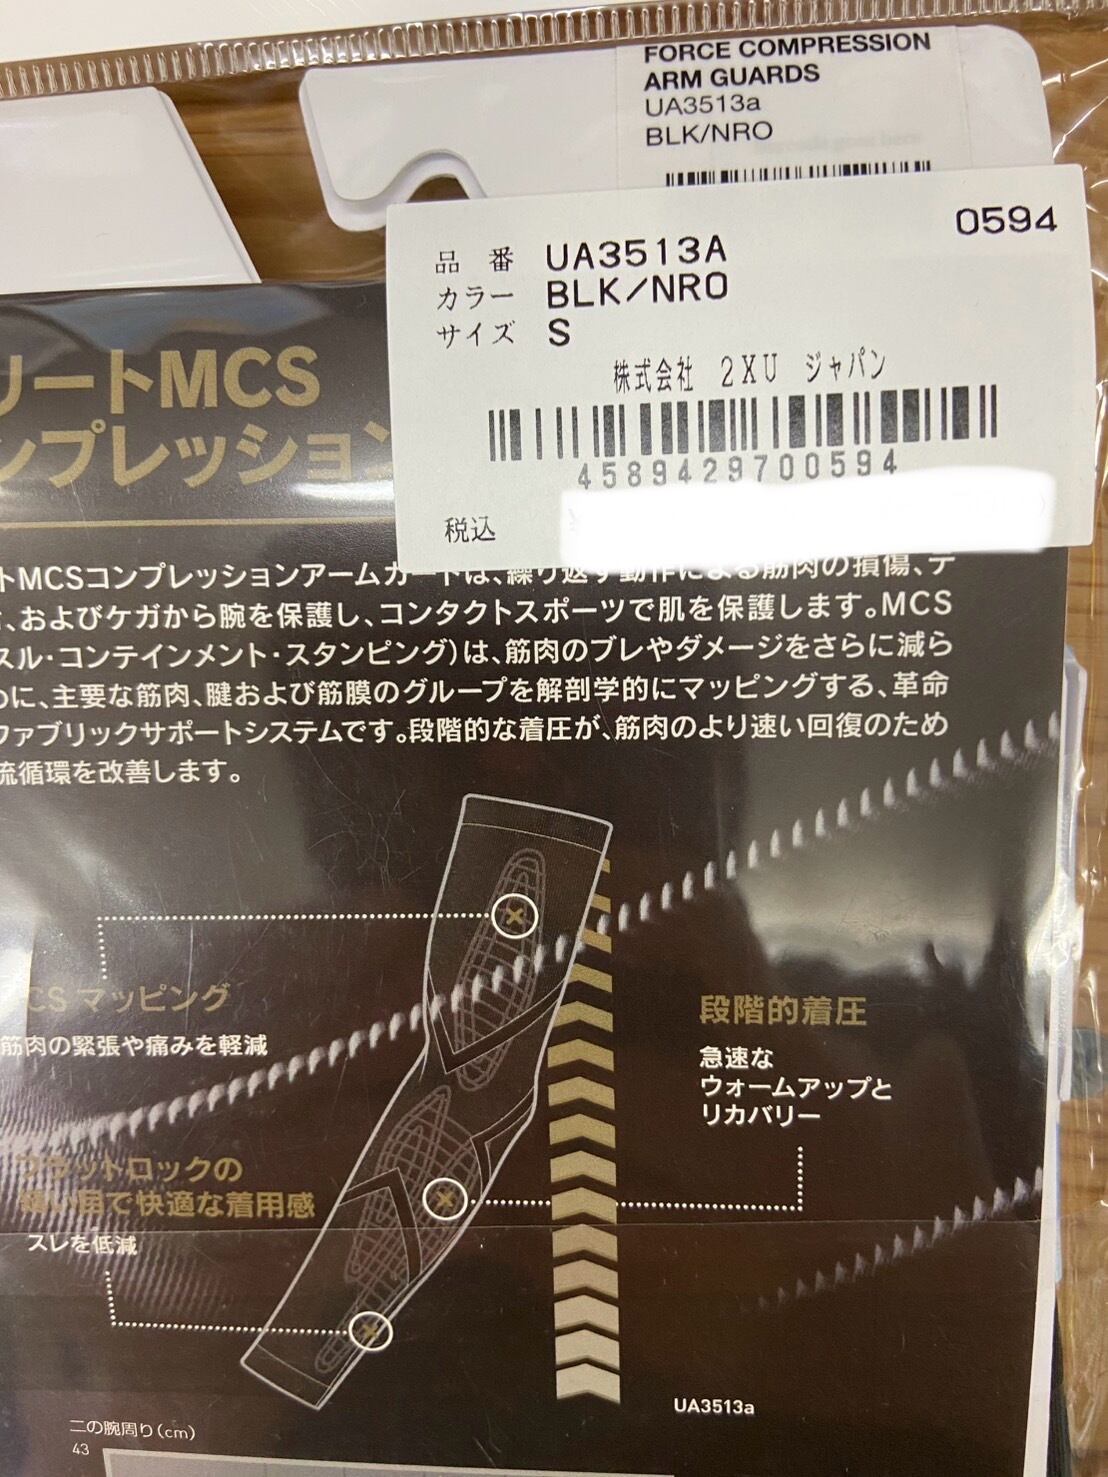 FORCE COMPRESSION
ARM GUARDS
UA3513a
BLK/NRO
0594
品番 UA3513A
カラー BLK/NRO
サイズ S
株式会社 2XU ジャパン
4589429700594
税込
リートMCS
ンプレッション
トMCSコンプレッションアームガードは、繰り返す動作による筋肉の損傷、テ
、およびケガから腕を保護し、コンタクトスポーツで肌を保護します。MCS
スル・コンテインメント・スタンピング)は、筋肉のブレやダメージをさらに減ら
めに、主要な筋肉、腱および筋膜のグループを解剖学的にマッピングする、革命
ファブリックサポートシステムです。段階的な着圧が、筋肉のより速い回復のため
流循環を改善します。
CS マッピング
筋肉の緊張や痛みを軽減
段階的着圧
急速な
ウォームアップと
リカバリー
フラットロックの
縫い目で快適な着用感
スレを低減
UA3513a
二の腕周り(cm)
43